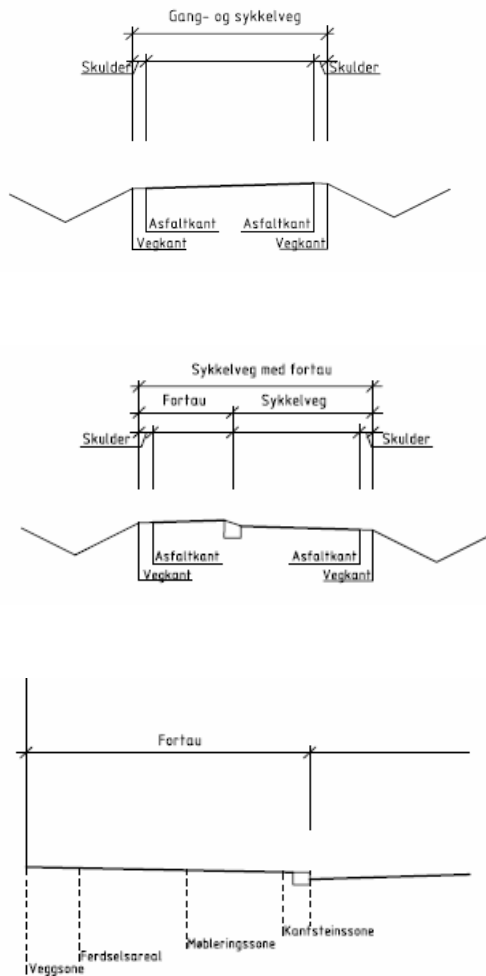 Gang- og sykkelveg
Skulder Skulder
Asfaltkant Asfaltkant
Vegkant Vegkant
Sykkelveg med fortau
Fortau Sykkelveg
Skulder Skulder
Asfaltkant Asfaltkant
Vegkant Vegkant
Fortau
Kantsteinssone
Møbleringssone
Ferdselsareal
Veggsone